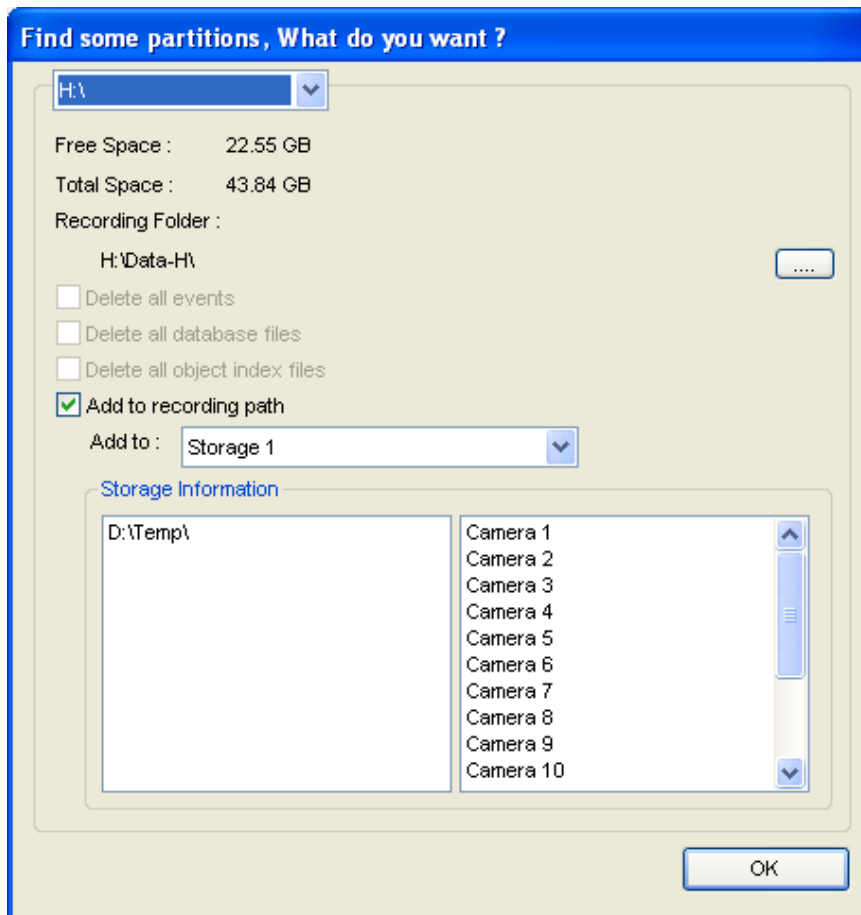 Find some partitions, What do you want ?
H:\
Free Space : 22.55 GB
Total Space : 43.84 GB
Recording Folder :
H:\Data-H\
....
Delete all events
Delete all database files
Delete all object index files
Add to recording path
Add to : Storage 1
Storage Information
D:\Temp\
Camera 1
Camera 2
Camera 3
Camera 4
Camera 5
Camera 6
Camera 7
Camera 8
Camera 9
Camera 10
OK